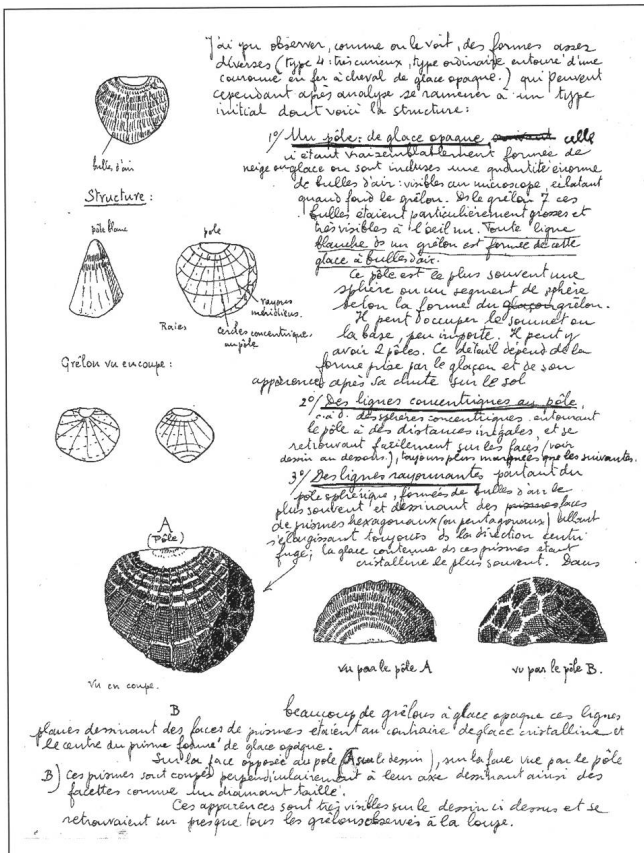 J'ai pu observer, comme on le voit, des formes assez
diverses (type 4: très curieux, type ordinaire entouré d'une
couronne en fer à cheval de glace opaque.) qui peuvent
cependant après analyse se ramener à un type
initial dont voici la structure:
bulles d'air
1º/ Un pôle: de glace opaque, celle
ci étant vraisemblablement formée de
neige ou glace ou sont incluses une quantité énorme
de bulles d'air: visibles au microscope, éclatant
quand fond le grêlon. Ds le grêlon 7 ces
bulles étaient particulièrement grosses et
très visibles à l'oeil nu. Toute ligne
blanche ds un grêlon est formée de cette
glace à bulles d'air.
Structure:
pôle blanc
pole
rayons
méridiens.
Raies
cercles concentriques
au pôle
Ce pôle est le plus souvent une
sphère ou un segment de sphère
selon la forme du glaçon grêlon.
Il peut occuper le sommet ou
la base, peu importe. Il peut y
avoir 2 pôles. Ce détail dépend de la
forme prise par le glaçon et de son
apparence après sa chute sur le sol
Grêlon vu en coupe:
2º/ Des lignes concentriques au pôle,
c.à.d. des sphères concentriques entourant
le pôle à des distances inégales, et se
retrouvant facilement sur les faces (voir
dessin au dessous), toujours plus marquées que les suivantes.
3º/ Des lignes rayonnantes partant du
pôle sphérique, formées de bulles d'air le
plus souvent et dessinant des prismes faces
de prismes hexagonaux (ou pentagonaux)
s'élargissant toujours ds la direction centri
fuge; la glace contenue ds ces prismes étant
cristalline le plus souvent. Dans
A
(Pôle)
vu en coupe.
B
vu par le pôle A
vu par le pôle B.
beaucoup de grêlons à glace opaque ces lignes
planes dessinant des faces de prismes étaient au contraire de glace cristalline et
le centre du prisme formé de glace opaque.
Sur la face opposée au pole (A sur le dessin), sur la face vue par le pôle
B) ces prismes sont coupés perpendiculairement à leur axe dessinant ainsi des
facettes comme un diamant taillé.
Ces apparences sont très visibles sur le dessin ci dessus et se
retrouvaient sur presque tous les grêlons observés à la loupe.